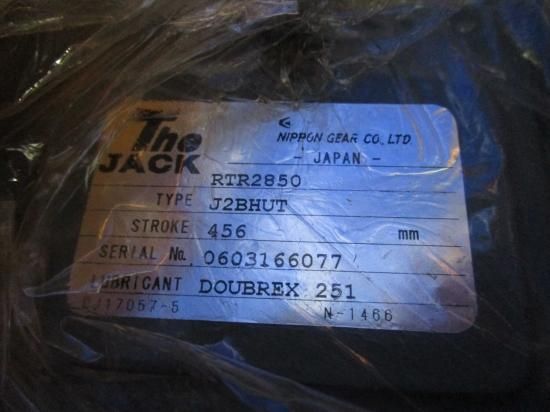 The
JACK
NIPPON GEAR CO., LTD.
- JAPAN -
RTR2850
TYPE J2BHUT
STROKE 456 mm
SERIAL No. 0603166077
LUBRICANT DOUBREX 251
CJ17057-5 N-1466